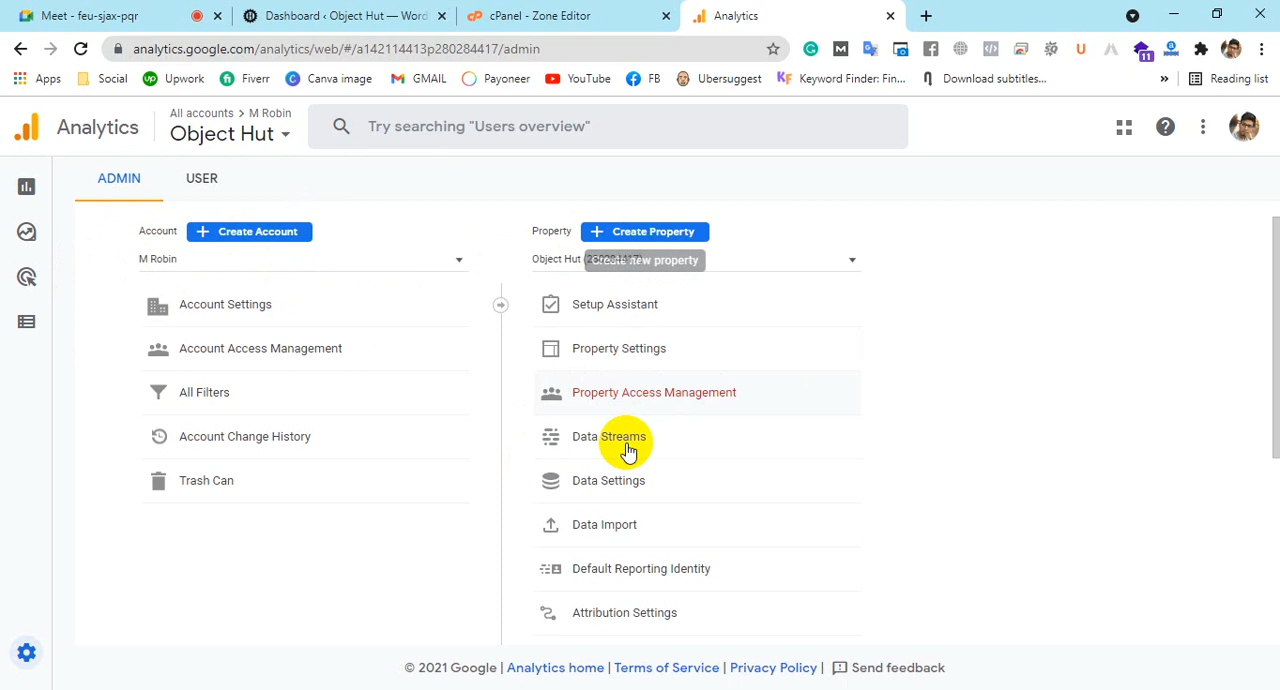 Meet - feu-sjax-pqr
Dashboard ‹ Object Hut — Word
cPanel - Zone Editor
Analytics
analytics.google.com/analytics/web/#/a142114413p280284417/admin
11
Apps
Social
Upwork
Fiverr
Canva image
GMAIL
Payoneer
YouTube
FB
Ubersuggest
Keyword Finder: Fin...
Download subtitles...
»
Reading list
Analytics
All accounts > M Robin
Object Hut
Try searching "Users overview"
ADMIN
USER
Account
+ Create Account
Property
+ Create Property
M Robin
Object Hut
Create new property
Account Settings
Setup Assistant
Account Access Management
Property Settings
All Filters
Property Access Management
Account Change History
Data Streams
Trash Can
Data Settings
Data Import
Default Reporting Identity
Attribution Settings
© 2021 Google | Analytics home | Terms of Service | Privacy Policy | Send feedback